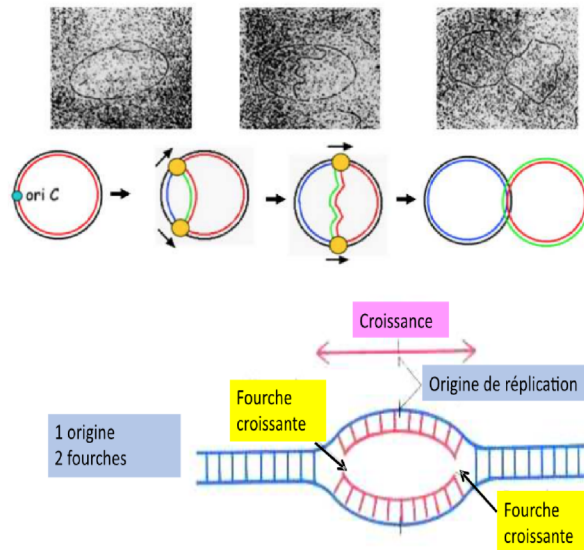 ori C
Croissance
Origine de réplication
Fourche
croissante
1 origine
2 fourches
Fourche
croissante